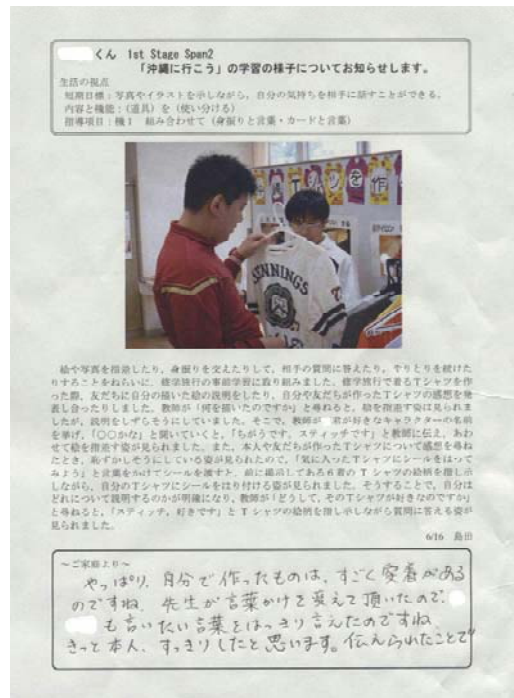 くん 1st Stage Span2
「沖縄に行こう」の学習の様子についてお知らせします。
生活の視点
短期目標：写真やイラストを示しながら、自分の気持ちを相手に話すことができる。
内容と機能：（道具）を（使い分ける）
指導項目：機１ 組み合わせて（身振りと言葉・カードと言葉）
Tシャツを作
JENNINGS
絵や写真を指差したり、身振りを交えたりして、相手の質問に答えたり、やりとりを続けた
りすることをねらいに、修学旅行の事前学習に取り組みました。修学旅行で着るTシャツを作
った際、友だちに自分の描いた絵の説明をしたり、自分や友だちが作ったTシャツの感想を発
表し合ったりしました。教師が「何を描いたのですか」と尋ねると、絵を指差す姿は見られま
したが、説明をしずらそうにしていました。そこで、教師が 君が好きなキャラクターの名前
を挙げ、「〇〇かな」と聞いていくと、「ちがうです。スティッチです」と教師に伝え、あわ
せて絵を指差す姿が見られました。また、本人や友だちが作ったTシャツについて感想を尋ね
たとき、恥ずかしそうにしている姿が見られたので、「気に入ったTシャツにシールをはって
みよう」と言葉をかけてシールを渡すと、前に掲示してある6着の T シャツの絵柄を指し示
しながら、自分のTシャツにシールをはり付ける姿が見られました。そうすることで、自分は
どれについて説明するのかが明確になり、教師が「どうして、そのTシャツが好きなのですか」
と尋ねると、「スティッチ、好きです」と T シャツの絵柄を指し示しながら質問に答える姿が
見られました。
6/16 島田
～ご家庭より～
やっぱり、自分で作ったものは、すごく愛着がある
のですね。先生が言葉かけを変えて頂いたので、
も言いたい言葉をはっきり言えたのですね。
きっと本人、すっきりしたと思います。伝えられたことで